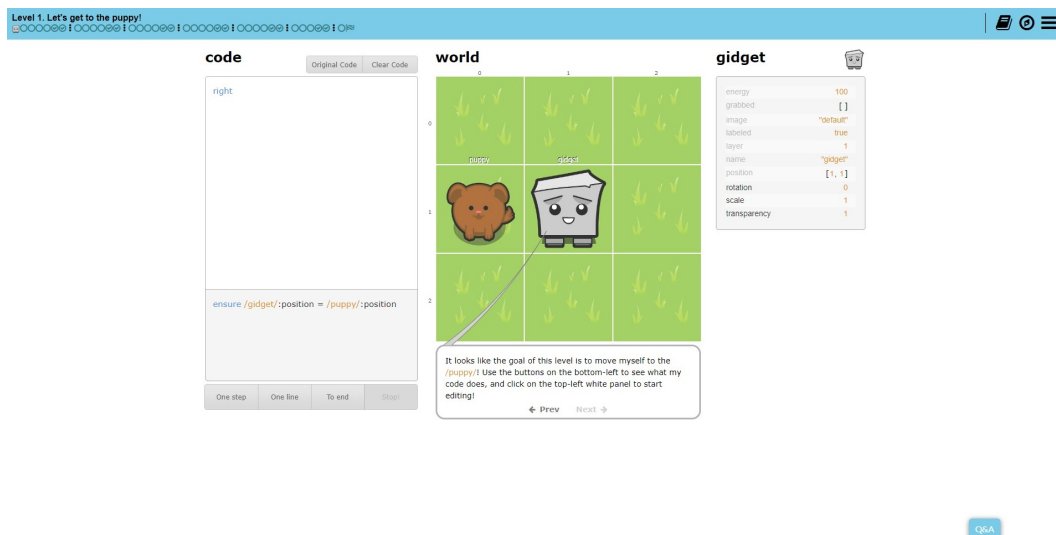 Level 1. Let's get to the puppy!
code
Original Code
Clear Code
right
ensure /gidget/:position = /puppy/:position
One step
One line
To end
Stop!
world
0
1
2
0
puppy
gidget
1
2
It looks like the goal of this level is to move myself to the
/puppy/! Use the buttons on the bottom-left to see what my
code does, and click on the top-left white panel to start
editing!
Prev
Next
gidget
energy 100
grabbed [ ]
image "default"
labeled true
layer 1
name "gidget"
position [1, 1]
rotation 0
scale 1
transparency 1
Q&A